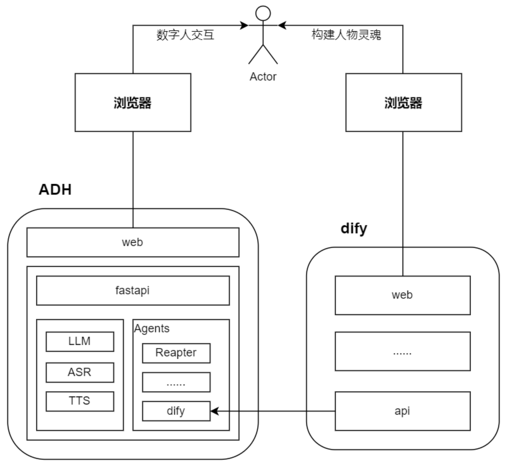 数字人交互
构建人物灵魂
Actor
浏览器
浏览器
ADH
web
fastapi
LLM
ASR
TTS
Agents
Reapter
......
dify
dify
web
......
api